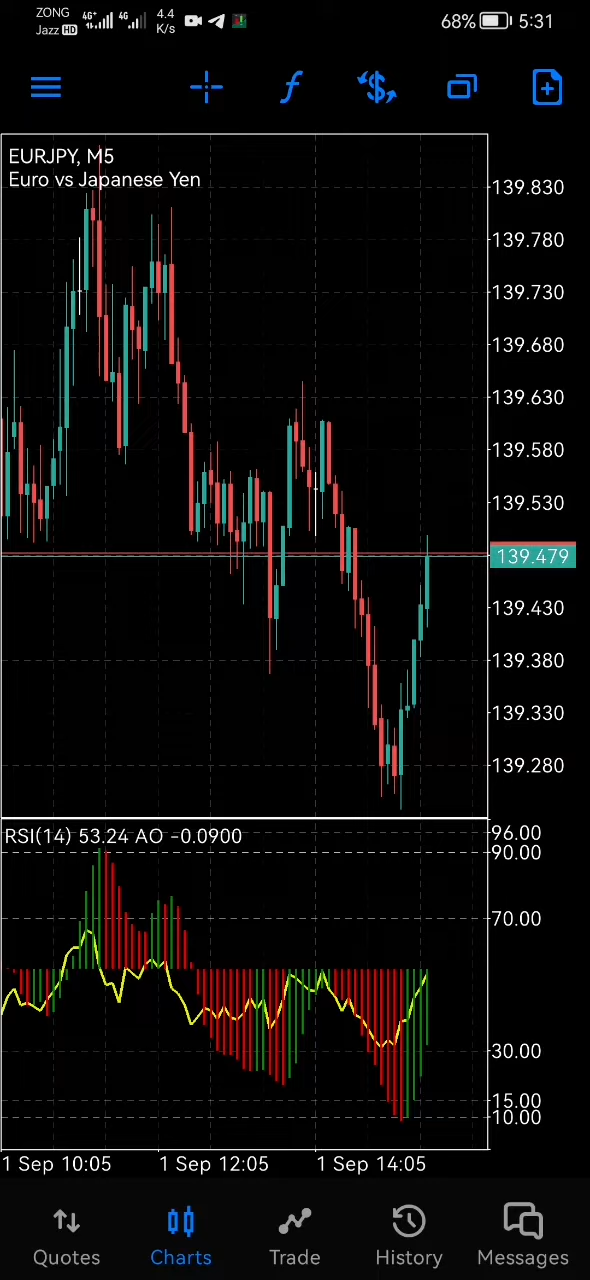 ZONG 4G+ 4G 4.4 68% 5:31
Jazz HD K/s
EURJPY, M5
Euro vs Japanese Yen
139.830
139.780
139.730
139.680
139.630
139.580
139.530
139.479
139.430
139.380
139.330
139.280
RSI(14) 53.24 AO -0.0900
96.00
90.00
70.00
30.00
15.00
10.00
1 Sep 10:05 1 Sep 12:05 1 Sep 14:05
Quotes Charts Trade History Messages